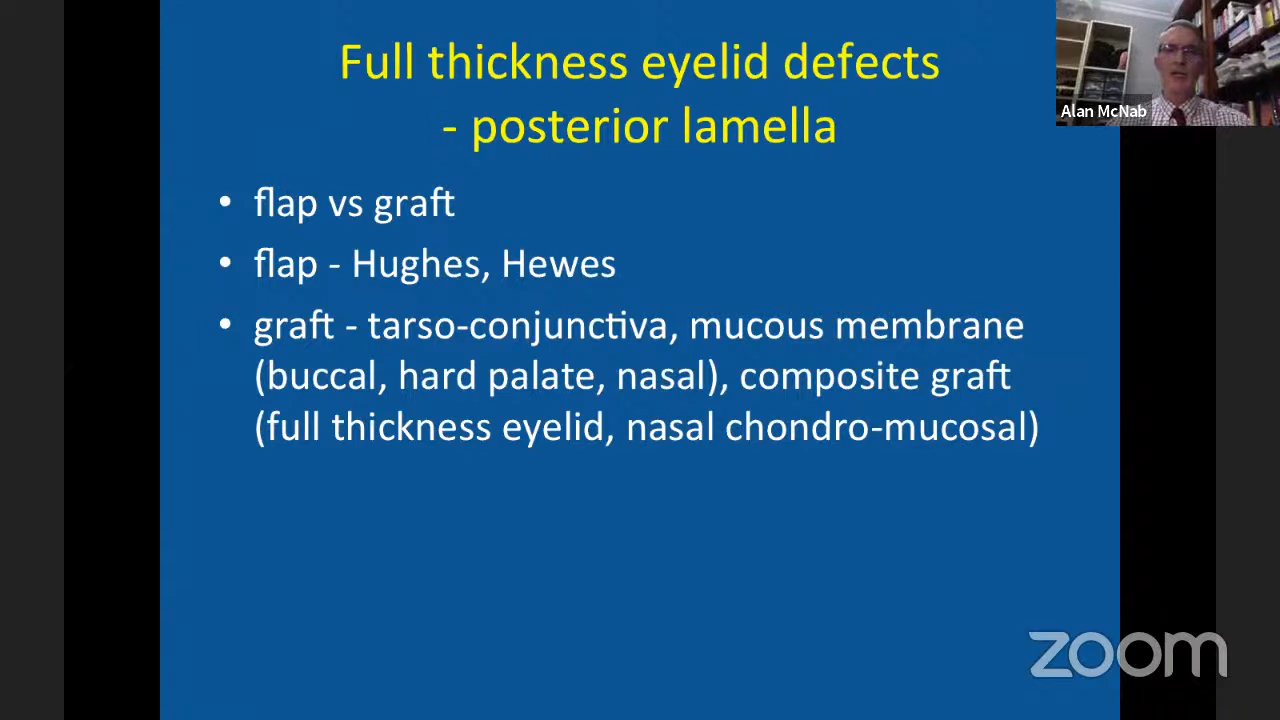 Full thickness eyelid defects
- posterior lamella
• flap vs graft
• flap - Hughes, Hewes
• graft - tarso-conjunctiva, mucous membrane
(buccal, hard palate, nasal), composite graft
(full thickness eyelid, nasal chondro-mucosal)
Alan McNab
zoom